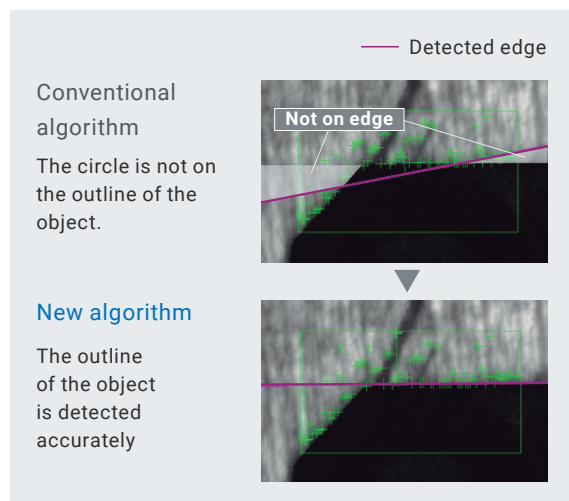 Detected edge
Conventional
algorithm
The circle is not on
the outline of the
object.
Not on edge
New algorithm
The outline
of the object
is detected
accurately